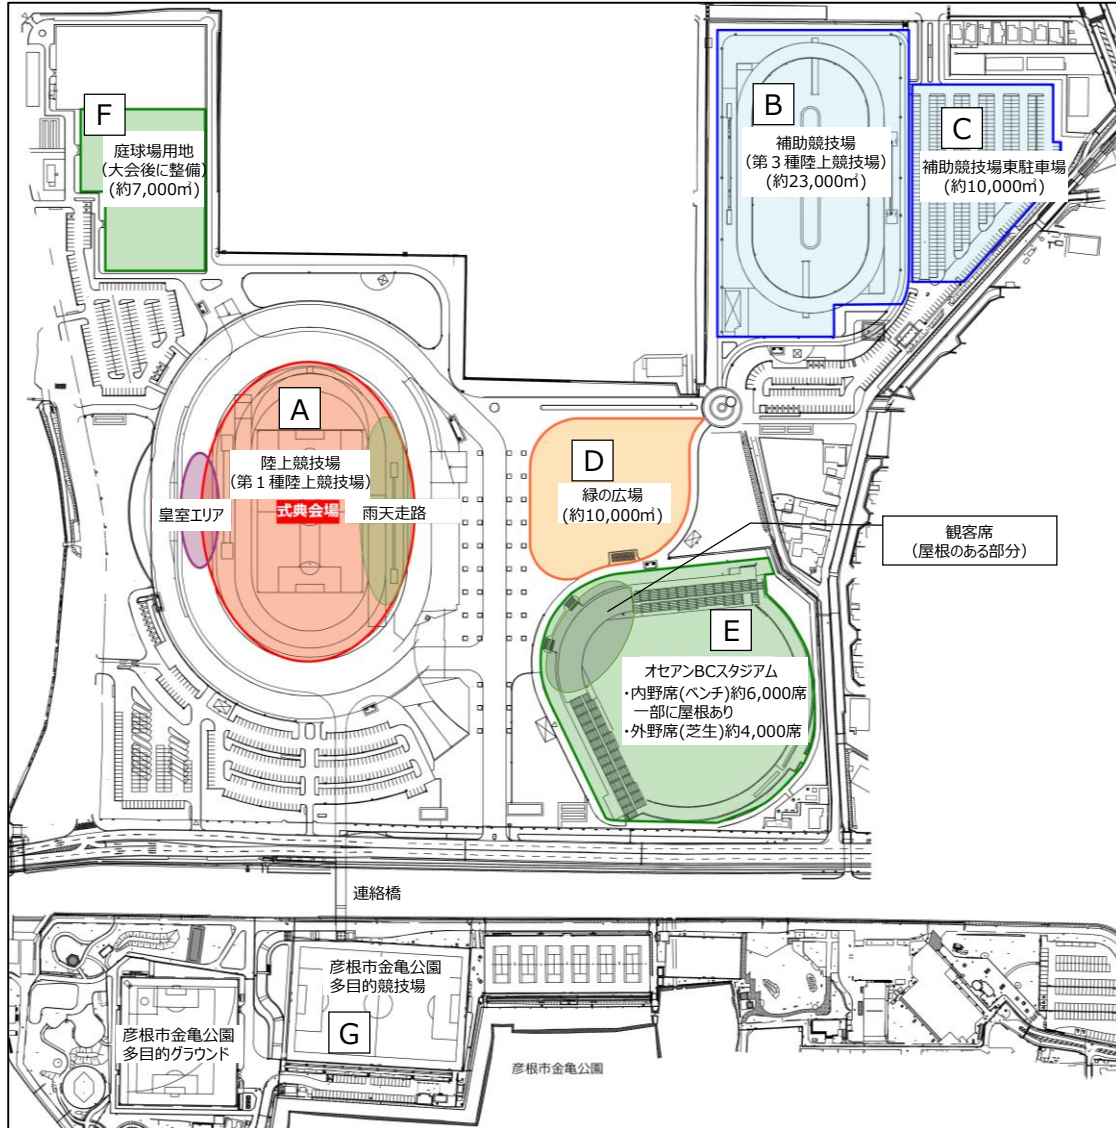 F
庭球場用地
(大会後に整備)
(約7,000㎡)
B
補助競技場
(第３種陸上競技場)
(約23,000㎡)
C
補助競技場東駐車場
(約10,000㎡)
A
陸上競技場
(第１種陸上競技場)
式典会場
皇室エリア
雨天走路
D
緑の広場
(約10,000㎡)
観客席
(屋根のある部分)
E
オセアンBCスタジアム
・内野席(ベンチ)約6,000席
一部に屋根あり
・外野席(芝生)約4,000席
連絡橋
彦根市金亀公園
多目的競技場
G
彦根市金亀公園
多目的グラウンド
彦根市金亀公園